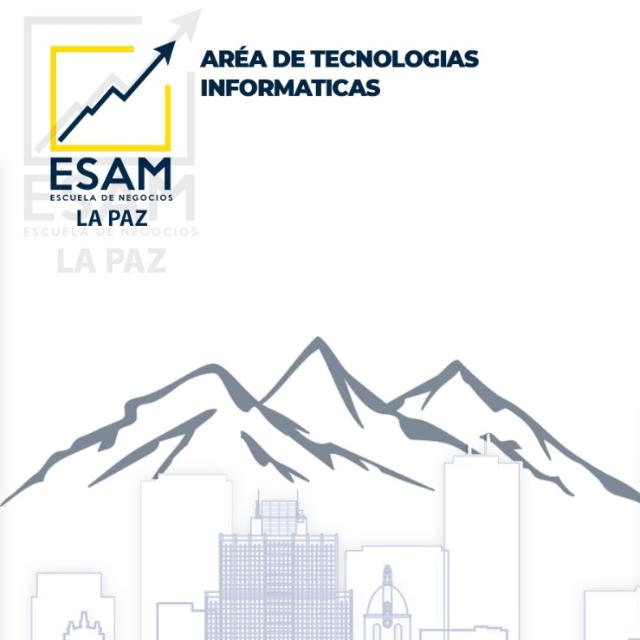 ARÉA DE TECNOLOGIAS
INFORMATICAS
ESAM
ESCUELA DE NEGOCIOS
LA PAZ
ESAM
ESCUELA DE NEGOCIOS
LA PAZ